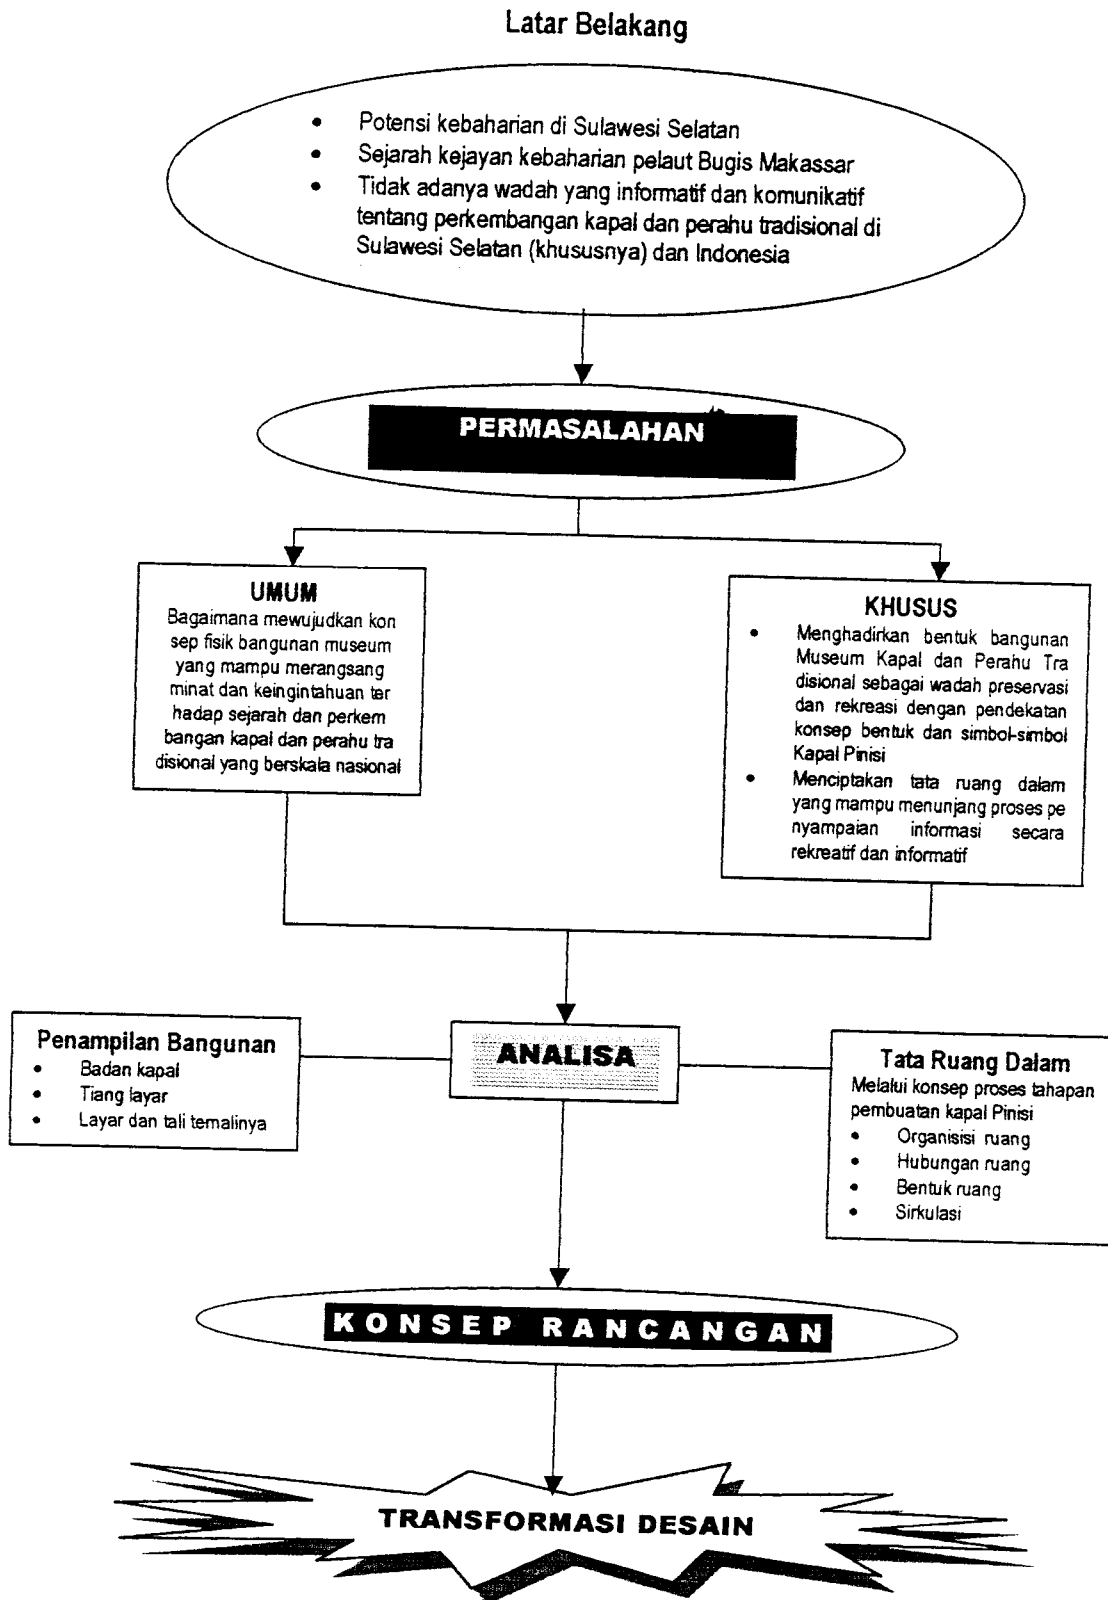 Latar Belakang
• Potensi kebaharian di Sulawesi Selatan
• Sejarah kejayan kebaharian pelaut Bugis Makassar
• Tidak adanya wadah yang informatif dan komunikatif
tentang perkembangan kapal dan perahu tradisional di
Sulawesi Selatan (khususnya) dan Indonesia
PERMASALAHAN
UMUM
Bagaimana mewujudkan kon
sep fisik bangunan museum
yang mampu merangsang
minat dan keingintahuan ter
hadap sejarah dan perkem
bangan kapal dan perahu tra
disional yang berskala nasional
KHUSUS
• Menghadirkan bentuk bangunan
Museum Kapal dan Perahu Tra
disional sebagai wadah preservasi
dan rekreasi dengan pendekatan
konsep bentuk dan simbol-simbol
Kapal Pinisi
• Menciptakan tata ruang dalam
yang mampu menunjang proses pe
nyampaian informasi secara
rekreatif dan informatif
Penampilan Bangunan
• Badan kapal
• Tiang layar
• Layar dan tali temalinya
ANALISA
Tata Ruang Dalam
Melalui konsep proses tahapan
pembuatan kapal Pinisi
• Organisisi ruang
• Hubungan ruang
• Bentuk ruang
• Sirkulasi
KONSEP RANCANGAN
TRANSFORMASI DESAIN